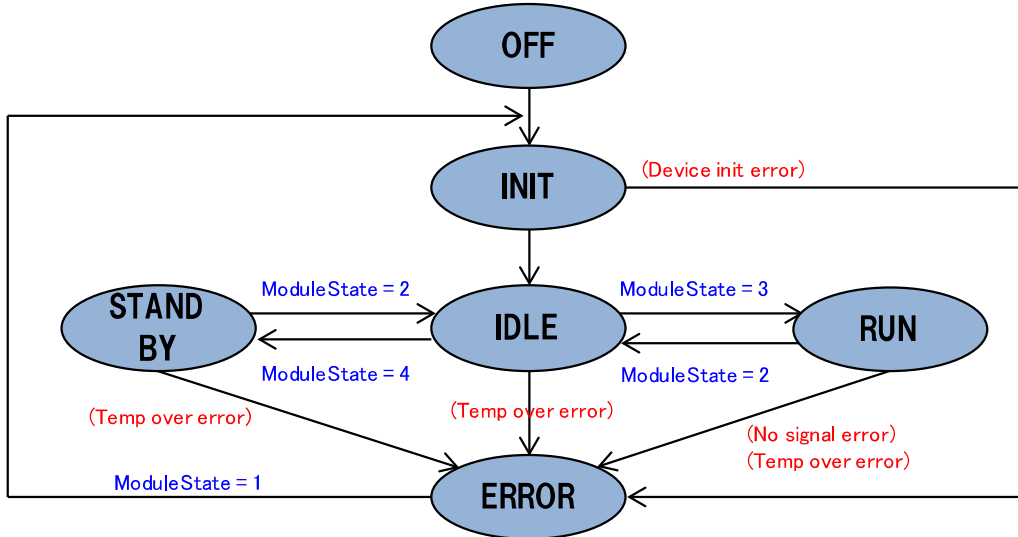 OFF
INIT
(Device init error)
ModuleState = 2
ModuleState = 3
STAND
BY
IDLE
RUN
ModuleState = 4
ModuleState = 2
(Temp over error)
(Temp over error)
(No signal error)
(Temp over error)
ModuleState = 1
ERROR